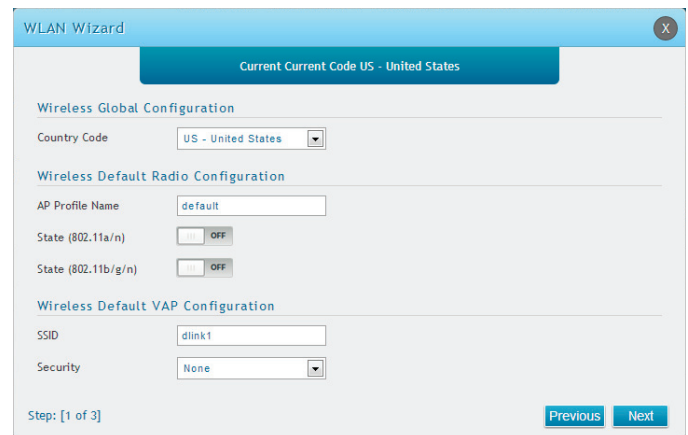 WLAN Wizard
X
Current Current Code US - United States
Wireless Global Configuration
Country Code US - United States
Wireless Default Radio Configuration
AP Profile Name default
State (802.11a/n) OFF
State (802.11b/g/n) OFF
Wireless Default VAP Configuration
SSID dlink1
Security None
Step: [1 of 3] Previous Next